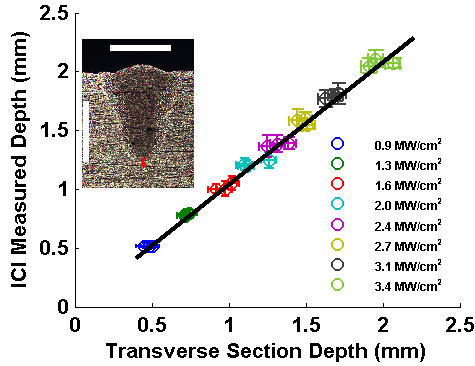 ICI Measured Depth (mm)
2.5
2
1.5
1
0.5
0
0.9 MW/cm²
1.3 MW/cm²
1.6 MW/cm²
2.0 MW/cm²
2.4 MW/cm²
2.7 MW/cm²
3.1 MW/cm²
3.4 MW/cm²
0 0.5 1 1.5 2 2.5
Transverse Section Depth (mm)